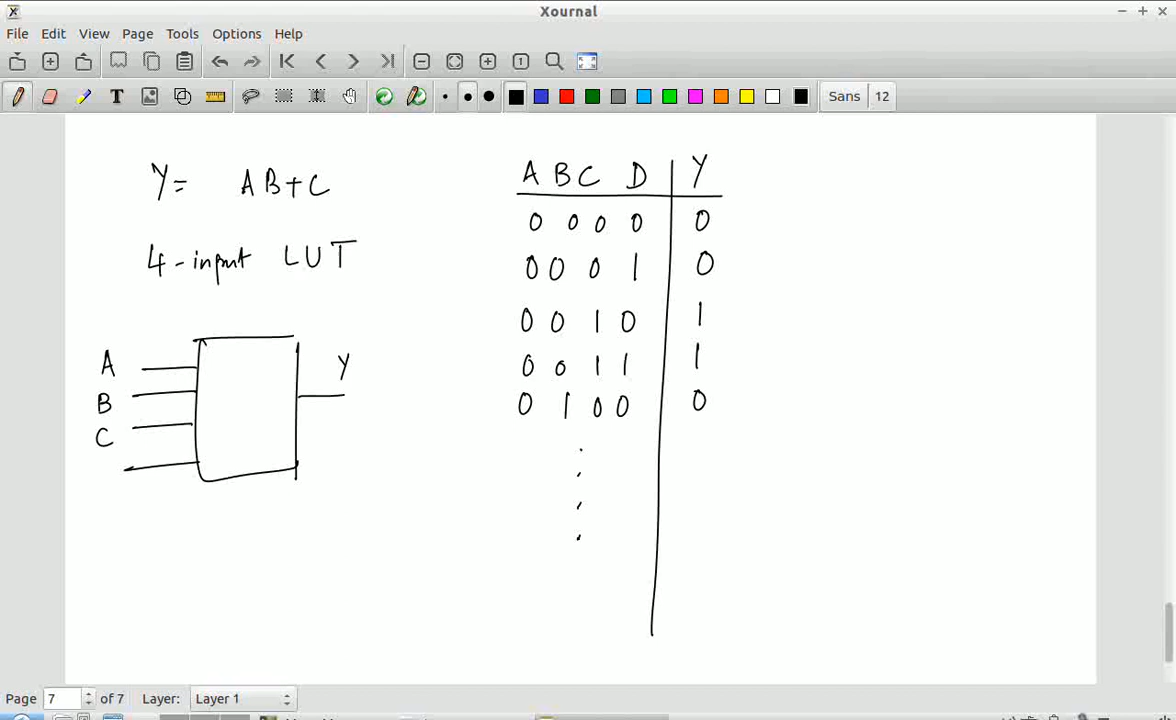 Xournal
File Edit View Page Tools Options Help
T Sans 12
Y= AB+C
4-input LUT
A
B
C
Y
A B C D Y
0 0 0 0 0
0 0 0 1 0
0 0 1 0 1
0 0 1 1 1
0 1 0 0 0
Page 7 of 7 Layer: Layer 1